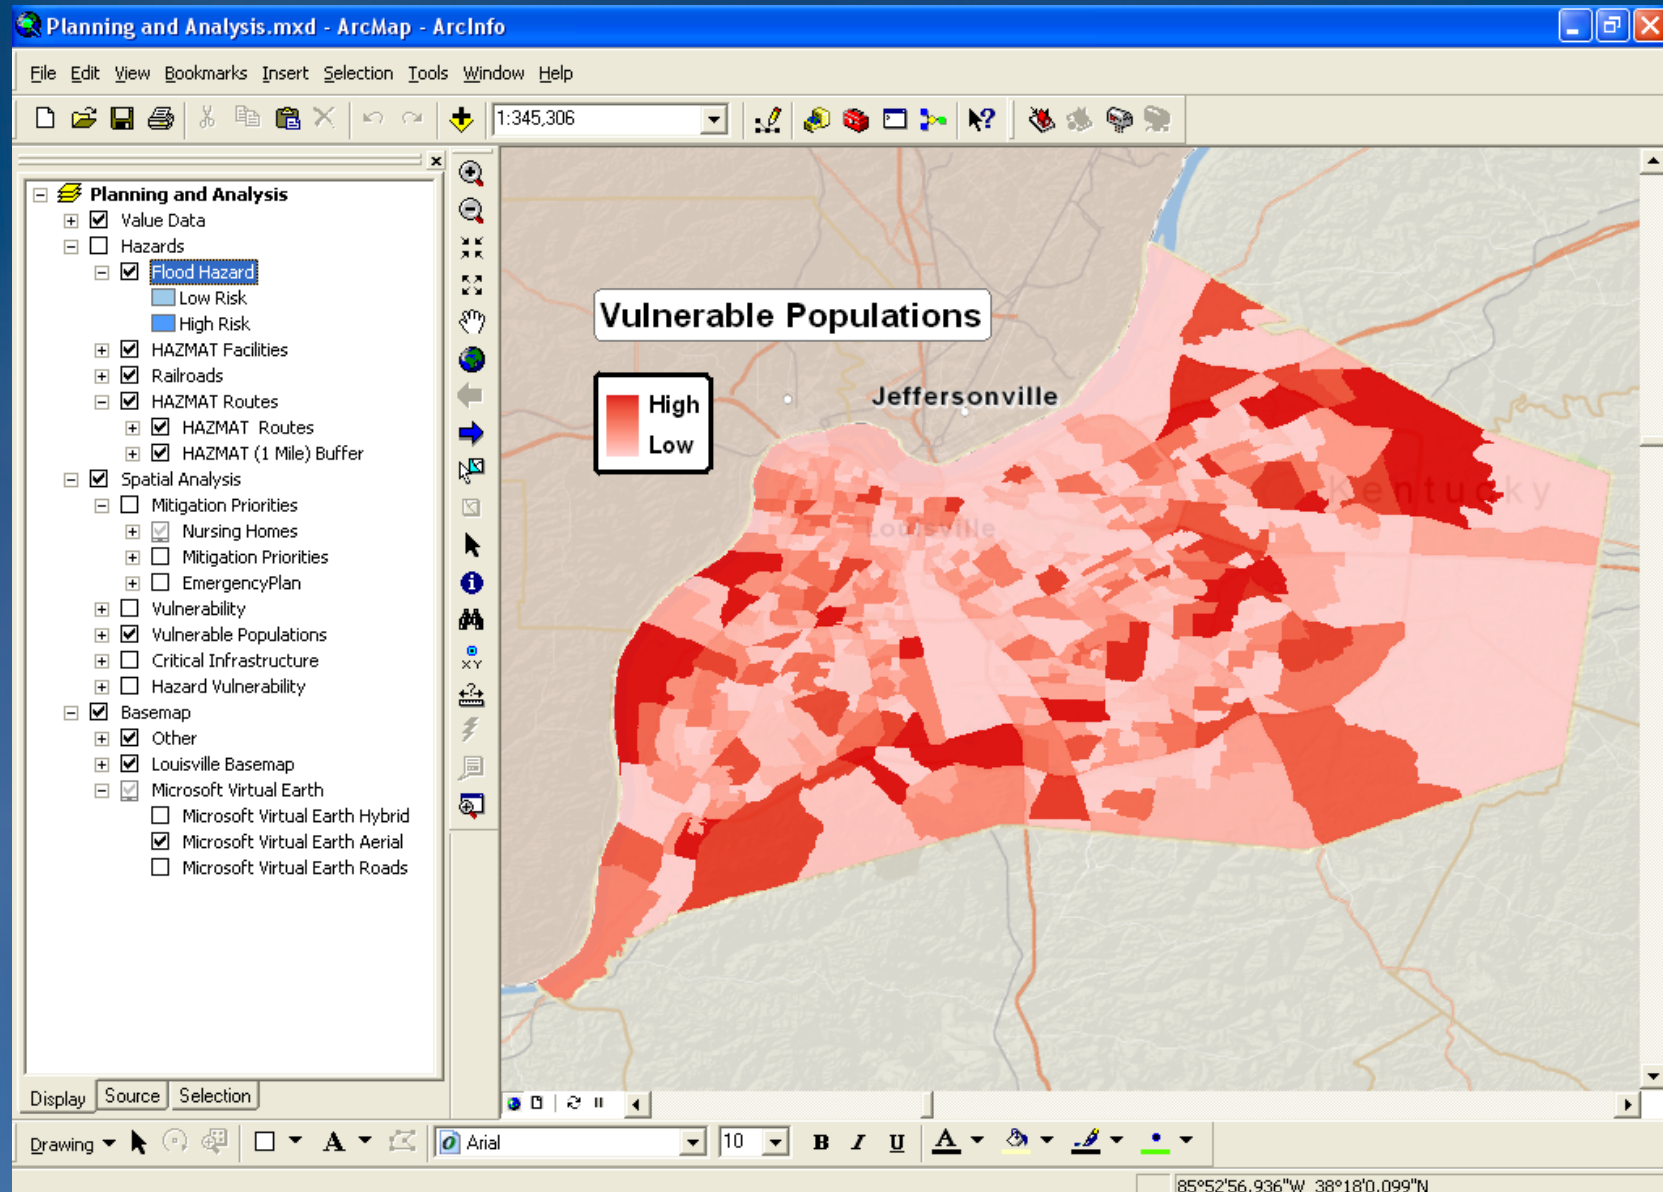 Planning and Analysis.mxd - ArcMap - ArcInfo
File Edit View Bookmarks Insert Selection Tools Window Help
1:345,306
Planning and Analysis
Value Data
Hazards
Flood Hazard
Low Risk
High Risk
HAZMAT Facilities
Railroads
HAZMAT Routes
HAZMAT Routes
HAZMAT (1 Mile) Buffer
Spatial Analysis
Mitigation Priorities
Nursing Homes
Mitigation Priorities
EmergencyPlan
Vulnerability
Vulnerable Populations
Critical Infrastructure
Hazard Vulnerability
Basemap
Other
Louisville Basemap
Microsoft Virtual Earth
Microsoft Virtual Earth Hybrid
Microsoft Virtual Earth Aerial
Microsoft Virtual Earth Roads
Display Source Selection
XY
Vulnerable Populations
High
Low
Jeffersonville
Kentucky
Louisville
Drawing A Arial 10 B I U A
85°52'56.936"W 38°18'0.099"N